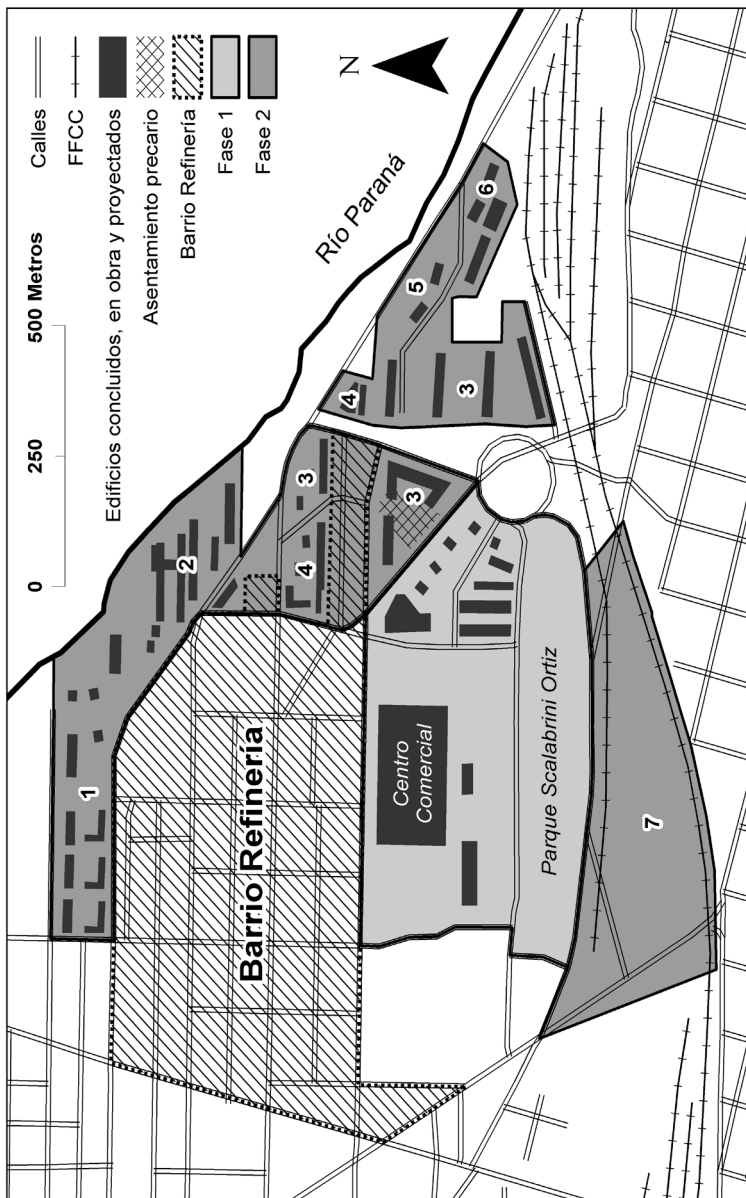 Calles
FFCC
Edificios concluidos, en obra y proyectados
Asentamiento precario
Barrio Refinería
Fase 1
Fase 2
0
250
500 Metros
N
Río Paraná
1
2
3
4
3
4
5
6
3
3
Barrio Refinería
Centro
Comercial
Parque Scalabrini Ortiz
7